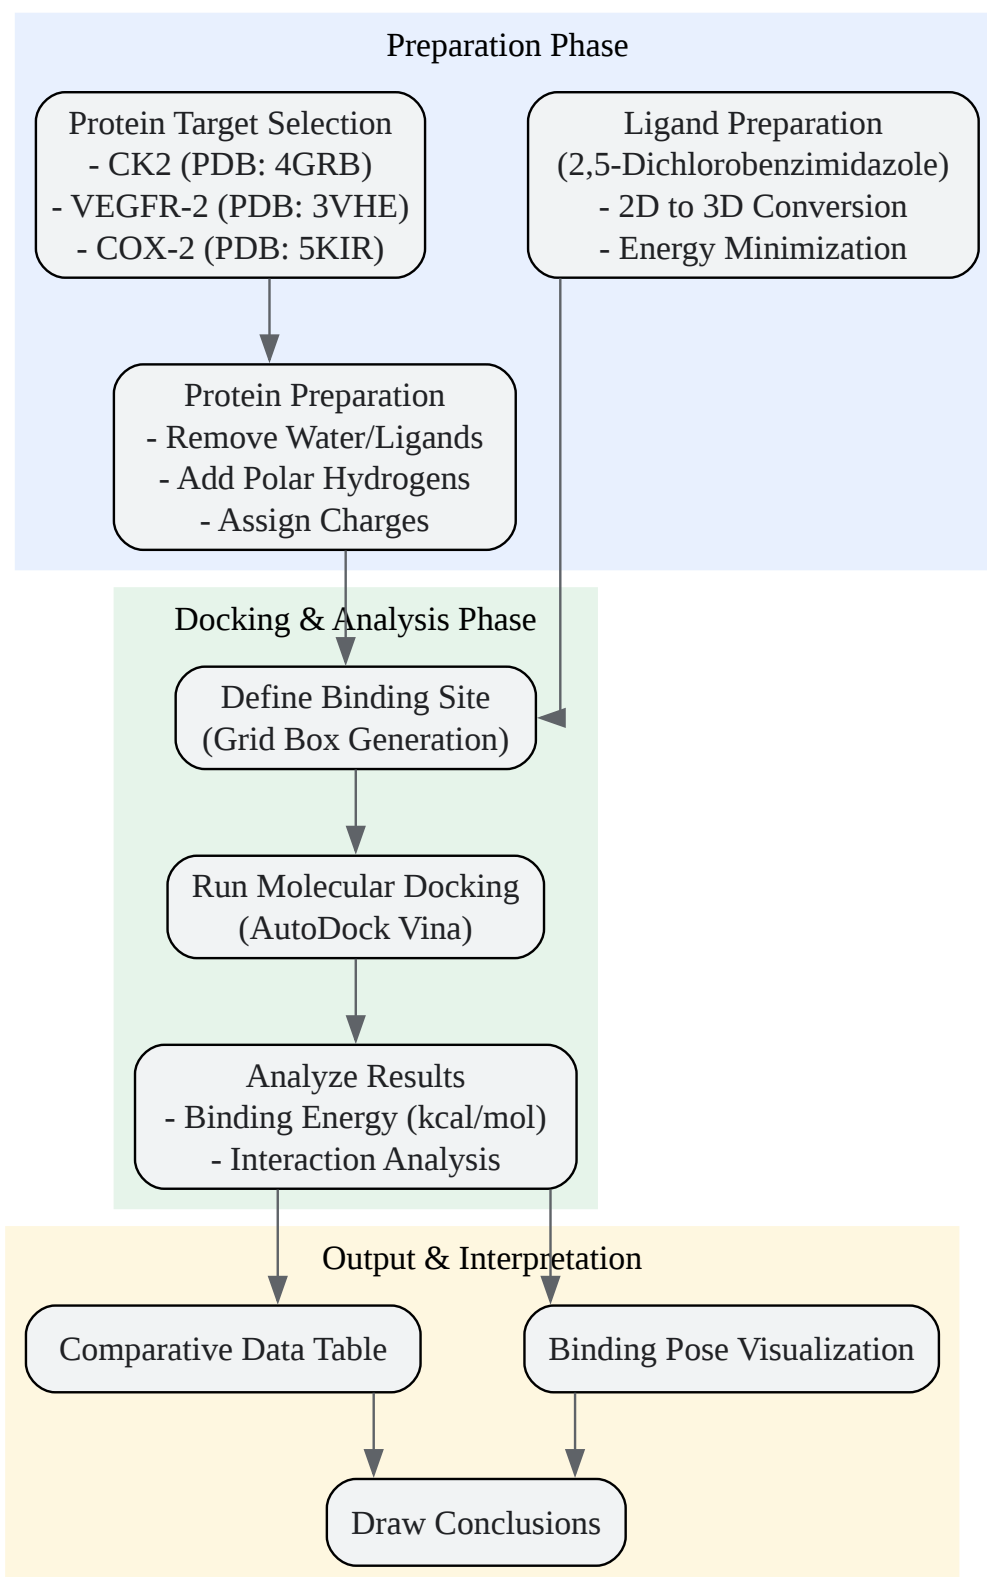 Preparation Phase
Protein Target Selection
- CK2 (PDB: 4GRB)
- VEGFR-2 (PDB: 3VHE)
- COX-2 (PDB: 5KIR)
Ligand Preparation
(2,5-Dichlorobenzimidazole)
- 2D to 3D Conversion
- Energy Minimization
Protein Preparation
- Remove Water/Ligands
- Add Polar Hydrogens
- Assign Charges
Docking & Analysis Phase
Define Binding Site
(Grid Box Generation)
Run Molecular Docking
(AutoDock Vina)
Analyze Results
- Binding Energy (kcal/mol)
- Interaction Analysis
Output & Interpretation
Comparative Data Table
Binding Pose Visualization
Draw Conclusions